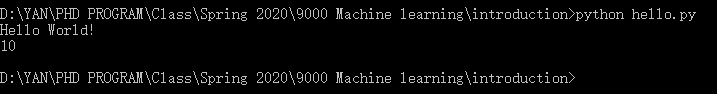 D:\YAN\PHD PROGRAM\Class\Spring 2020\9000 Machine learning\introduction>python hello.py
Hello World!
10
D:\YAN\PHD PROGRAM\Class\Spring 2020\9000 Machine learning\introduction>